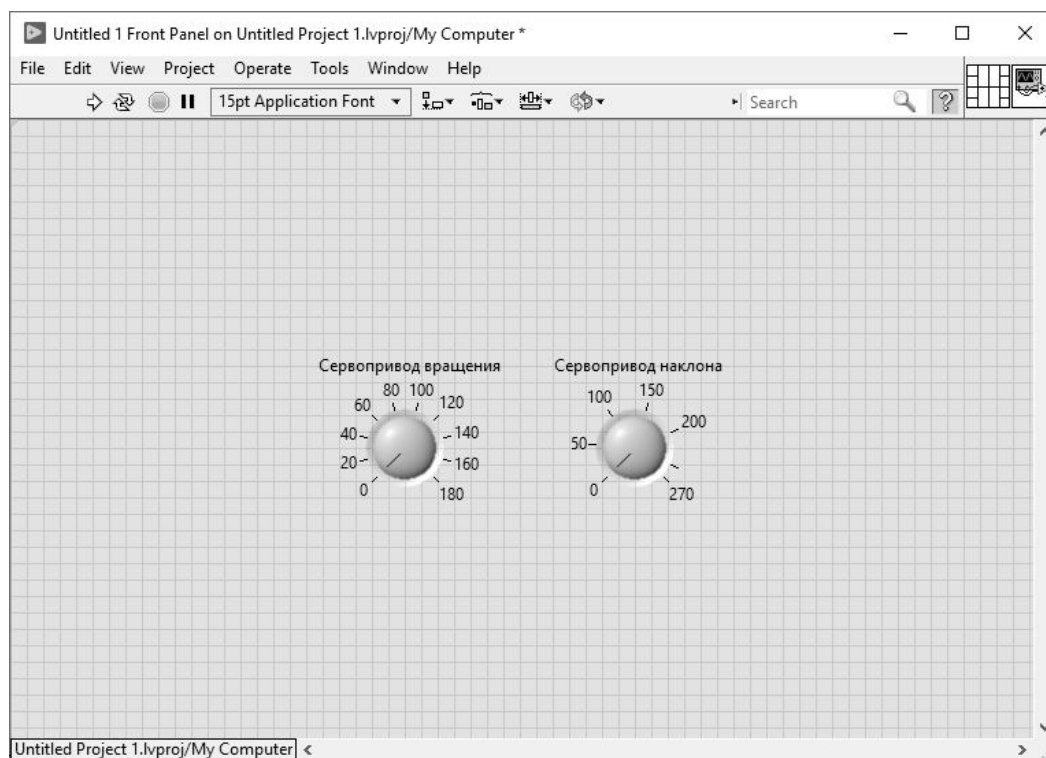 Untitled 1 Front Panel on Untitled Project 1.lvproj/My Computer *
File Edit View Project Operate Tools Window Help
15pt Application Font Search ?
Сервопривод вращения
0 20 40 60 80 100 120 140 160 180
Сервопривод наклона
0 50 100 150 200 270
Untitled Project 1.lvproj/My Computer